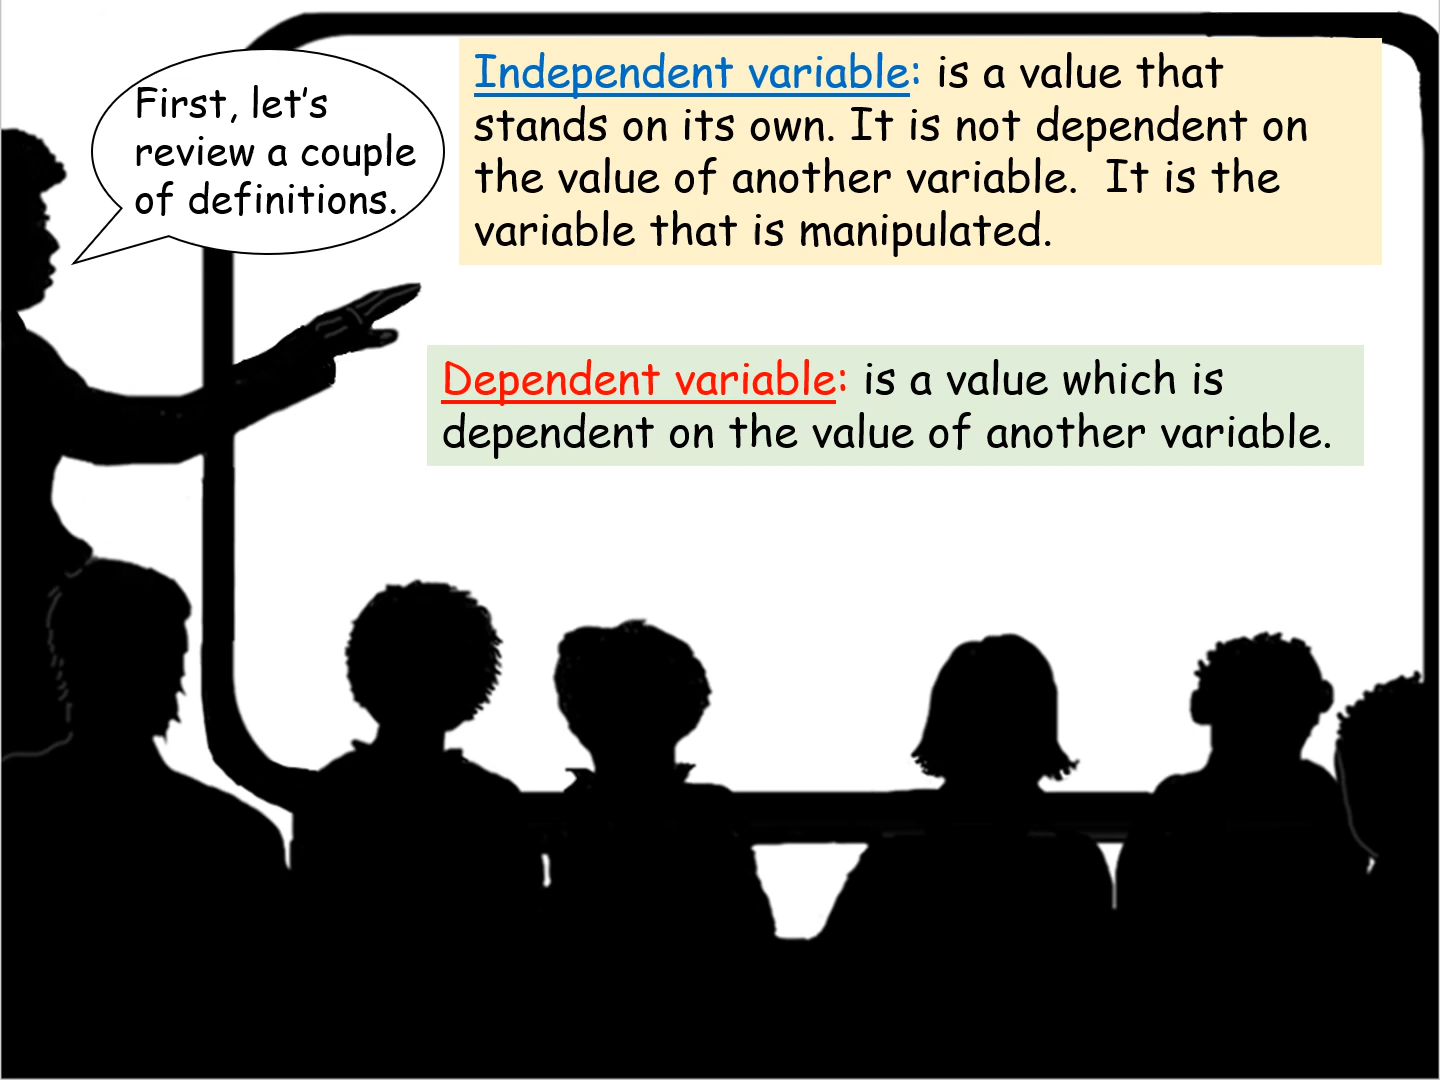 First, let’s
review a couple
of definitions.
Independent variable: is a value that
stands on its own. It is not dependent on
the value of another variable.  It is the
variable that is manipulated.
Dependent variable: is a value which is
dependent on the value of another variable.